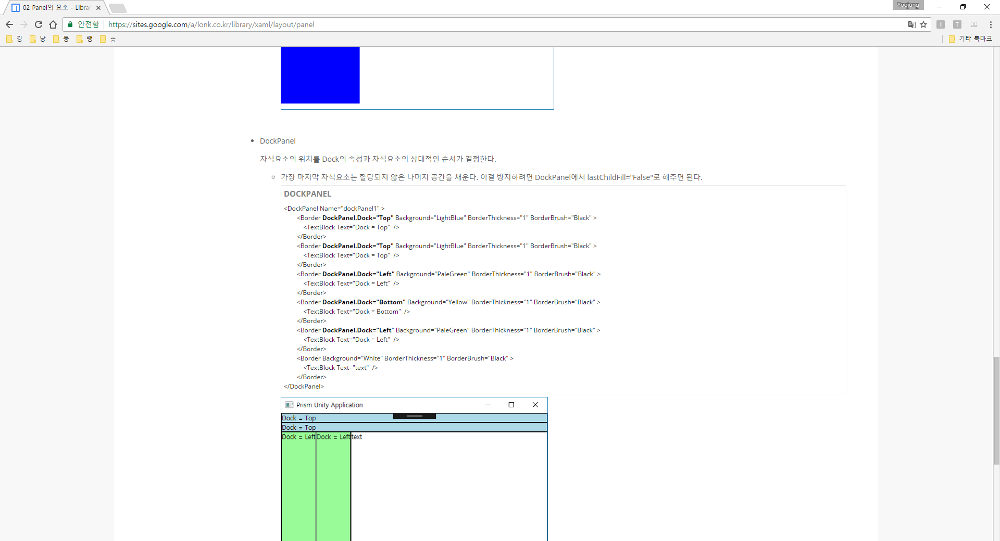 02 Panel의 요소 - Librar
Yoojung
안전함
https://sites.google.com/a/lonk.co.kr/library/xaml/layout/panel
깅
낭
둥
랭
☆
기타 북마크
DockPanel
자식요소의 위치를 Dock의 속성과 자식요소의 상대적인 순서가 결정한다.
가장 마지막 자식요소는 할당되지 않은 나머지 공간을 채운다. 이걸 방지하려면 DockPanel에서 lastChildFill="False"로 해주면 된다.
DOCKPANEL
<DockPanel Name="dockPanel1" >
<Border DockPanel.Dock="Top" Background="LightBlue" BorderThickness="1" BorderBrush="Black" >
<TextBlock Text="Dock = Top" />
</Border>
<Border DockPanel.Dock="Top" Background="LightBlue" BorderThickness="1" BorderBrush="Black" >
<TextBlock Text="Dock = Top" />
</Border>
<Border DockPanel.Dock="Left" Background="PaleGreen" BorderThickness="1" BorderBrush="Black" >
<TextBlock Text="Dock = Left" />
</Border>
<Border DockPanel.Dock="Bottom" Background="Yellow" BorderThickness="1" BorderBrush="Black" >
<TextBlock Text="Dock = Bottom" />
</Border>
<Border DockPanel.Dock="Left" Background="PaleGreen" BorderThickness="1" BorderBrush="Black" >
<TextBlock Text="Dock = Left" />
</Border>
<Border Background="White" BorderThickness="1" BorderBrush="Black" >
<TextBlock Text="text" />
</Border>
</DockPanel>
Prism Unity Application
Dock = Top
Dock = Top
Dock = Left Dock = Left text